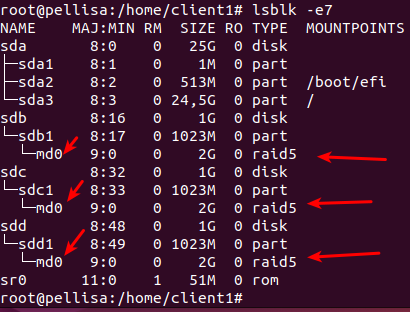 root@pellisa:/home/client1# lsblk -e7
NAME MAJ:MIN RM SIZE RO TYPE MOUNTPOINTS
sda 8:0 0 25G 0 disk
├─sda1 8:1 0 1M 0 part
├─sda2 8:2 0 513M 0 part /boot/efi
└─sda3 8:3 0 24,5G 0 part /
sdb 8:16 0 1G 0 disk
└─sdb1 8:17 0 1023M 0 part
└─md0 9:0 0 2G 0 raid5
sdc 8:32 0 1G 0 disk
└─sdc1 8:33 0 1023M 0 part
└─md0 9:0 0 2G 0 raid5
sdd 8:48 0 1G 0 disk
└─sdd1 8:49 0 1023M 0 part
└─md0 9:0 0 2G 0 raid5
sr0 11:0 1 51M 0 rom
root@pellisa:/home/client1#